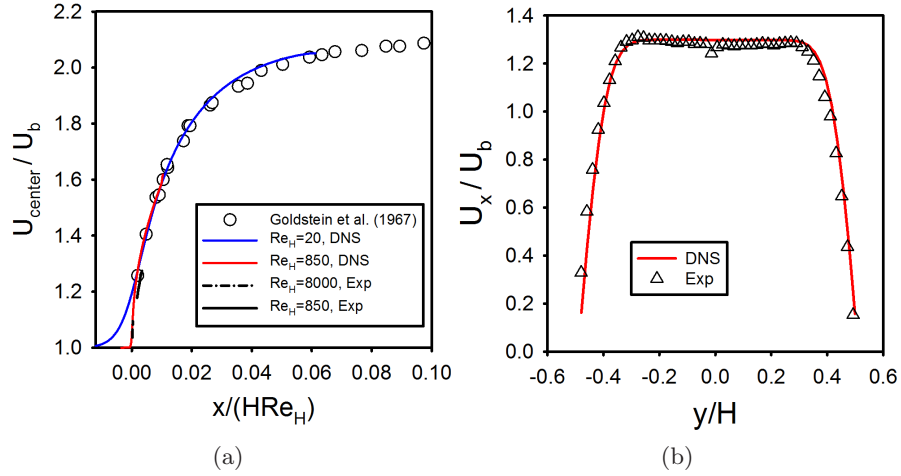 2.2
2.0
1.8
1.6
1.4
1.2
1.0
U_center / U_b
Goldstein et al. (1967)
Re_H=20, DNS
Re_H=850, DNS
Re_H=8000, Exp
Re_H=850, Exp
0.00 0.02 0.04 0.06 0.08 0.10
x/(HRe_H)
(a)
1.4
1.2
1.0
0.8
0.6
0.4
0.2
0.0
U_x / U_b
DNS
Exp
-0.6 -0.4 -0.2 0.0 0.2 0.4 0.6
y/H
(b)